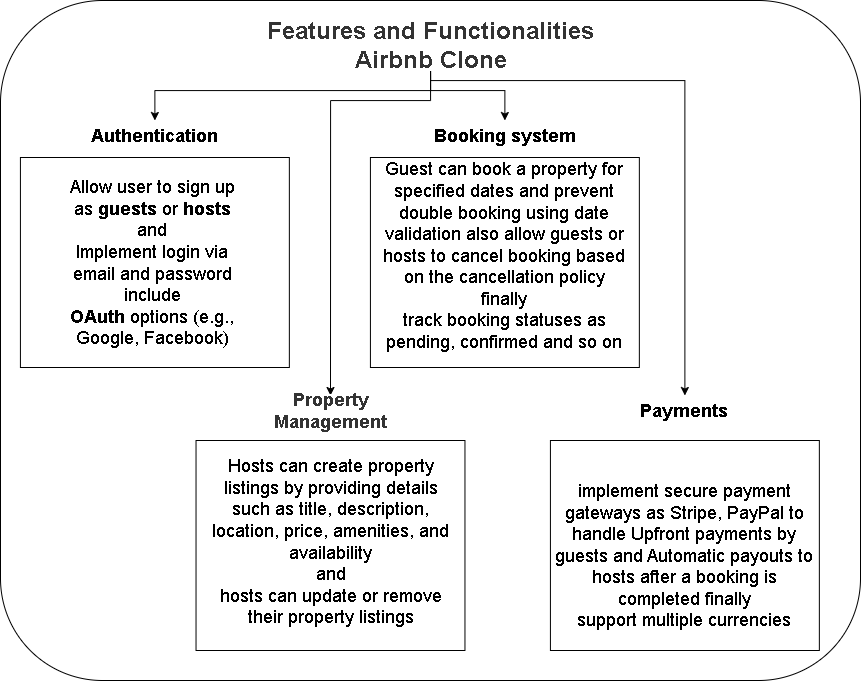 Features and Functionalities
Airbnb Clone
Authentication
Allow user to sign up
as guests or hosts
and
Implement login via
email and password
include
OAuth options (e.g.,
Google, Facebook)
Booking system
Guest can book a property for
specified dates and prevent
double booking using date
validation also allow guests or
hosts to cancel booking based
on the cancellation policy
finally
track booking statuses as
pending, confirmed and so on
Property
Management
Hosts can create property
listings by providing details
such as title, description,
location, price, amenities, and
availability
and
hosts can update or remove
their property listings
Payments
implement secure payment
gateways as Stripe, PayPal to
handle Upfront payments by
guests and Automatic payouts to
hosts after a booking is
completed finally
support multiple currencies